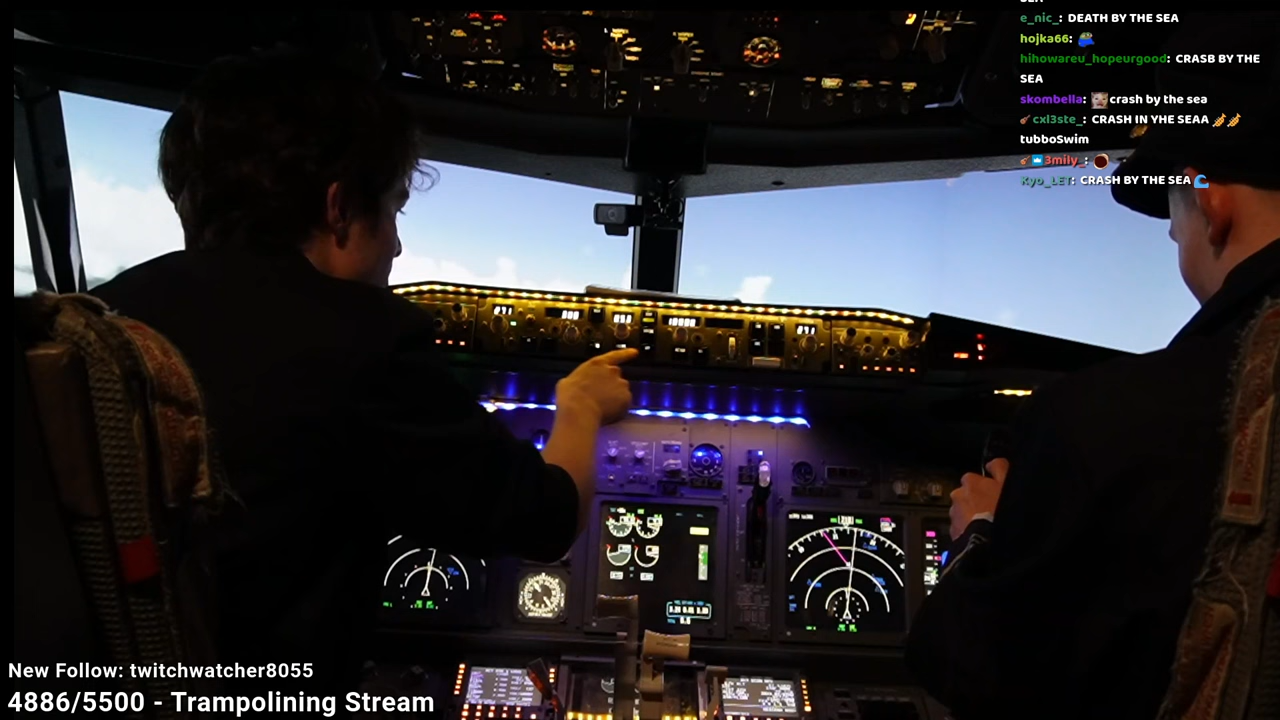 e_nic_: DEATH BY THE SEA
hojka66:
hihowareu_hopeurgood: CRASB BY THE
SEA
skombella: crash by the sea
cxl3ste_: CRASH IN YHE SEAA
tubboSwim
3mily_:
Kyo_LET: CRASH BY THE SEA
New Follow: twitchwatcher8055
4886/5500 - Trampolining Stream